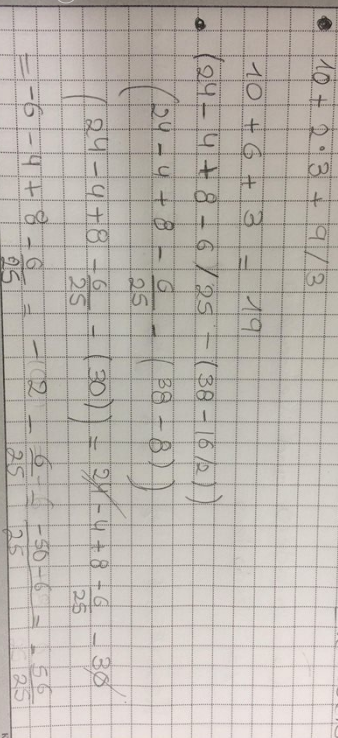 • 10 + 2 · 3 + 9/3
10 + 6 + 3 = 19
• (24 - 4 + 8 - 6/25 - (38 - 16/2))
(24 - 4 + 8 - 6/25 - (38 - 8))
(24 - 4 + 8 - 6/25 - (30)) = 24 - 4 + 8 - 6/25 - 30
= -6 - 4 + 8 - 6/25 = -2 - 6/25 = -50-6/25 = -56/25